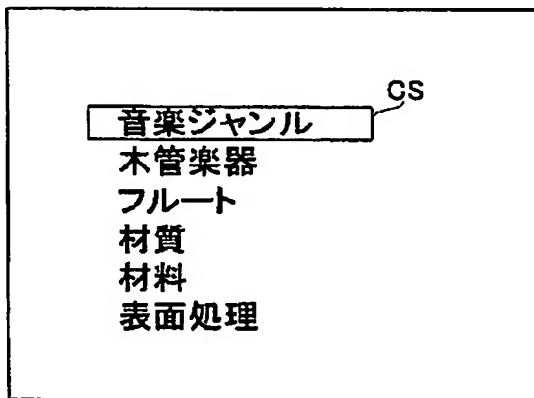 CS
音楽ジャンル
木管楽器
フルート
材質
材料
表面処理